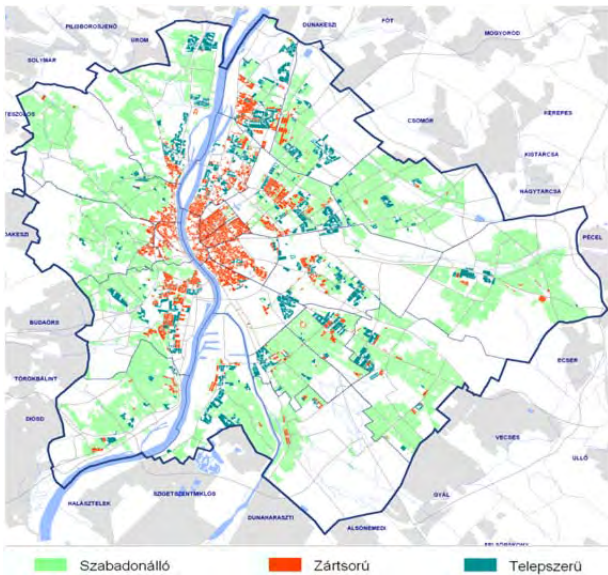 PILISBOROSJENŐ
ÜRÖM
DUNAKESZI
FÓT
MOGYORÓD
SOLYMÁR
CSOMÖR
KEREPES
KISTARCSA
NAGYTARCSA
PÉCEL
BUDAÖRS
ECSER
TÖRÖKBÁLINT
DIÓSD
VECSÉS
ÜLLŐ
HALÁSZTELEK
SZIGETSZENTMIKLÓS
GYÁL
DUNAHARASZTI
ALSÓNÉMEDI
Szabadonálló
Zártsorú
Telepszerű